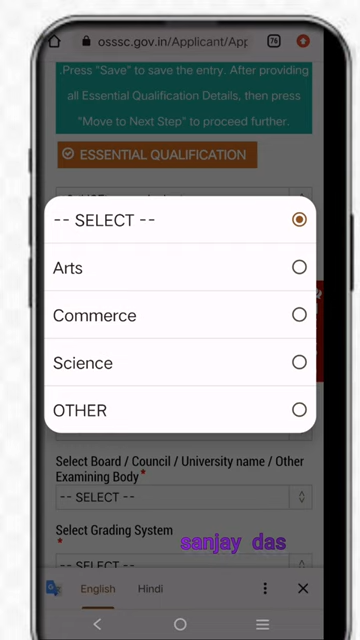 osssc.gov.in/Applicant/App
76
.Press "Save" to save the entry. After providing
all Essential Qualification Details, then press
"Move to Next Step" to proceed further.
ESSENTIAL QUALIFICATION
-- SELECT --
Arts
Commerce
Science
OTHER
Select Board / Council / University name / Other
Examining Body*
-- SELECT --
Select Grading System
*
sanjay das
-- SELECT --
English
Hindi